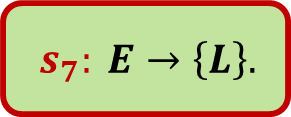 s₇: E → {L}.